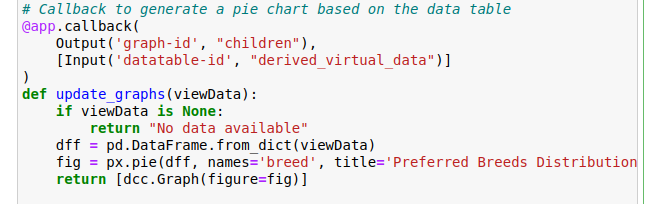 # Callback to generate a pie chart based on the data table
@app.callback(
    Output('graph-id', "children"),
    [Input('datatable-id', "derived_virtual_data")]
)
def update_graphs(viewData):
    if viewData is None:
        return "No data available"
    dff = pd.DataFrame.from_dict(viewData)
    fig = px.pie(dff, names='breed', title='Preferred Breeds Distribution
    return [dcc.Graph(figure=fig)]